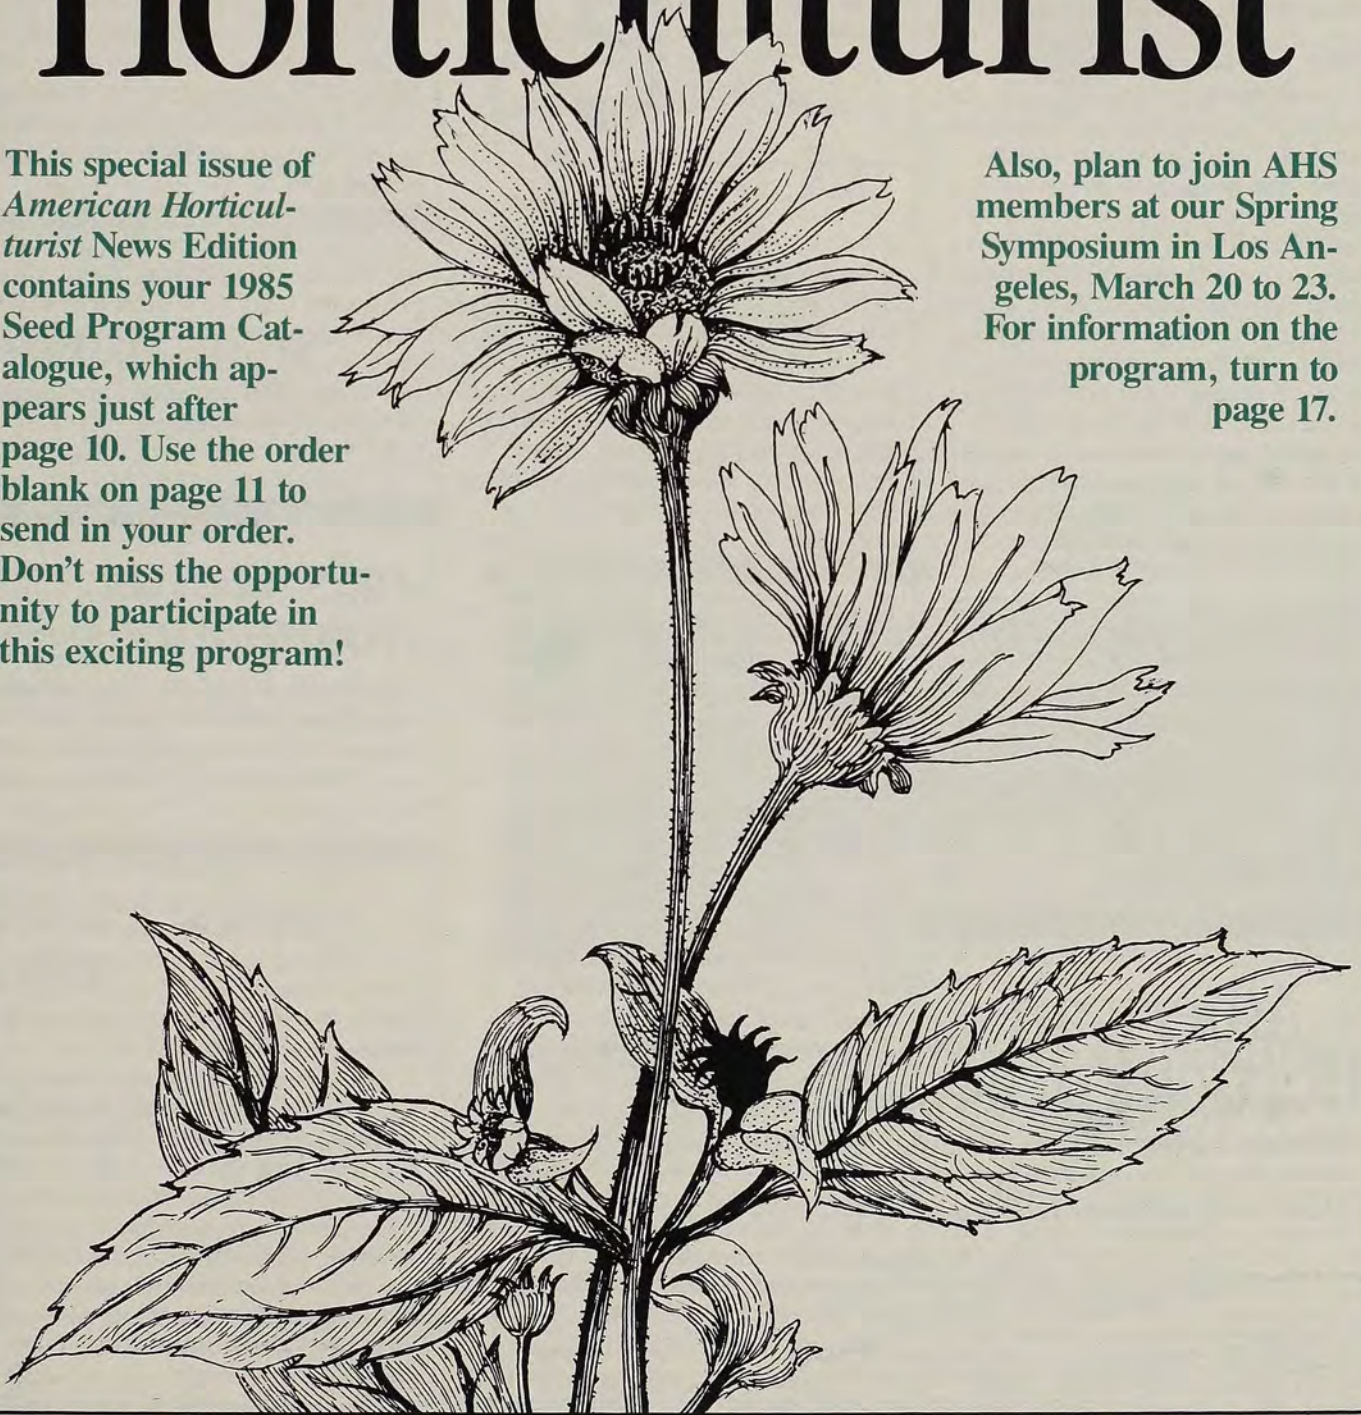 Horticulturist
This special issue of
American Horticul-
turist News Edition
contains your 1985
Seed Program Cat-
alogue, which ap-
pears just after
page 10. Use the order
blank on page 11 to
send in your order.
Don't miss the opportu-
nity to participate in
this exciting program!
Also, plan to join AHS
members at our Spring
Symposium in Los An-
geles, March 20 to 23.
For information on the
program, turn to
page 17.